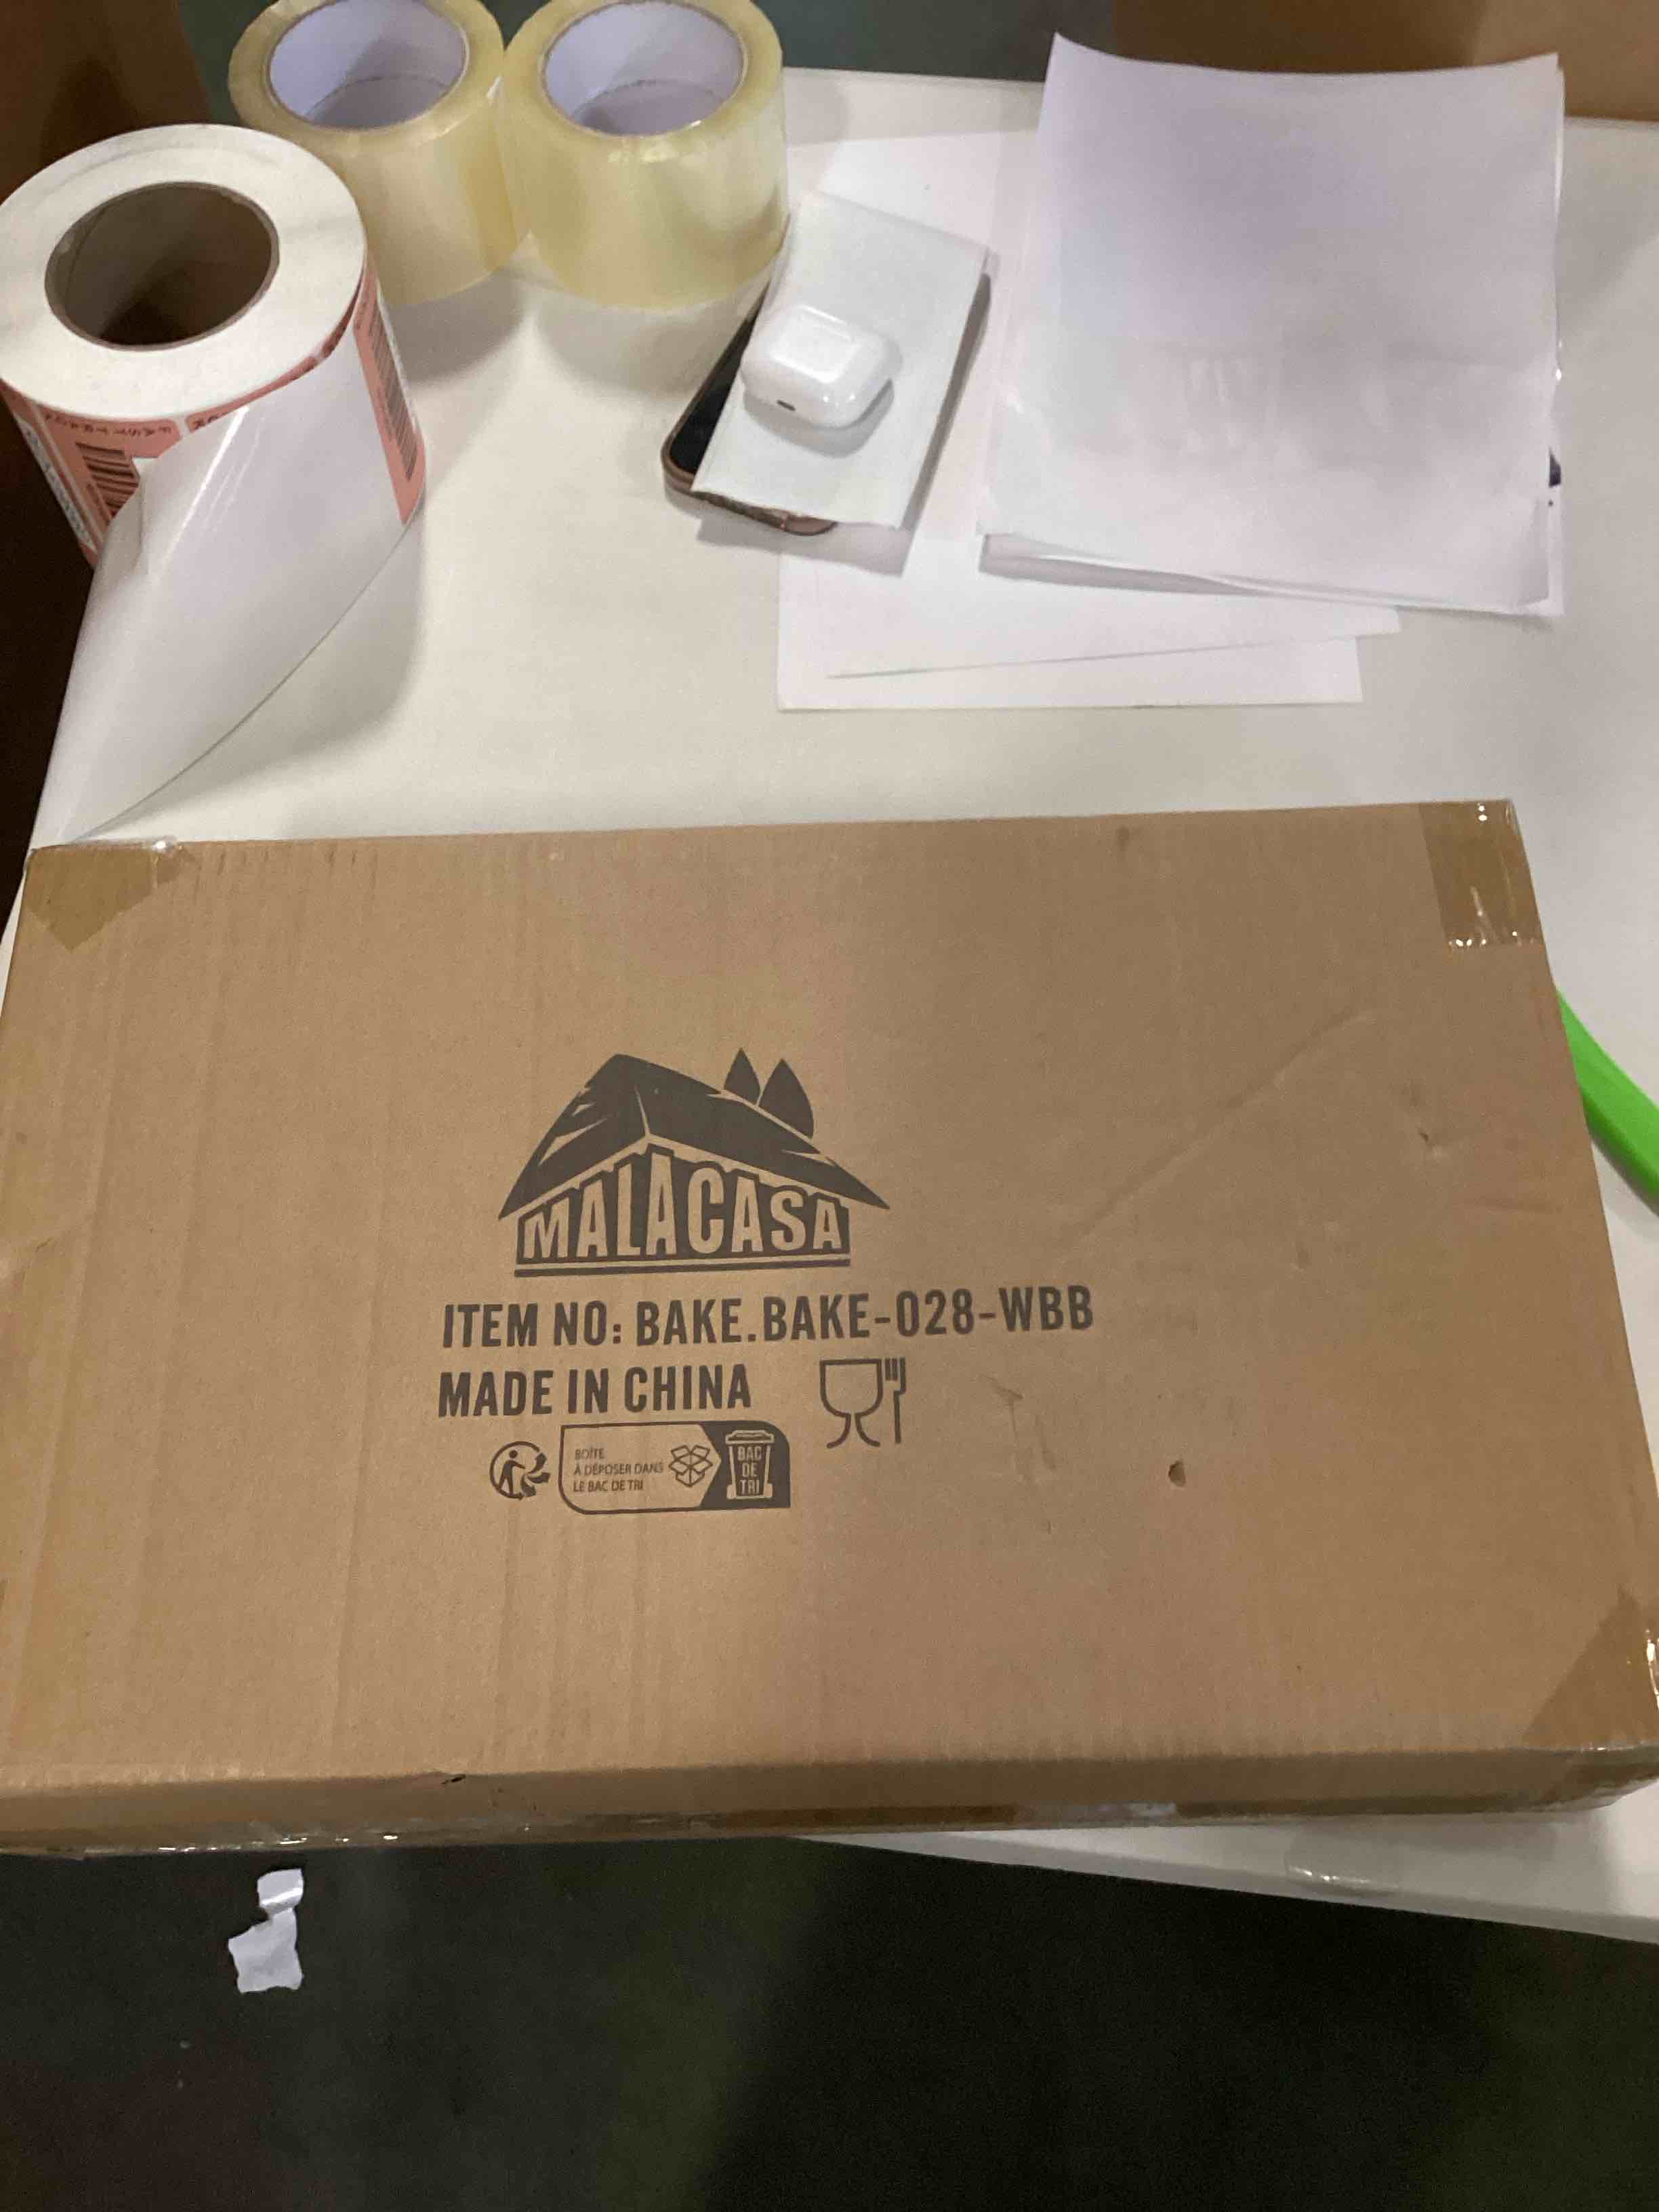 MALACASA
ITEM NO: BAKE.BAKE-028-WBB
MADE IN CHINA
BOÎTE
À DÉPOSER DANS
LE BAC DE TRI
BAC
DE
TRI